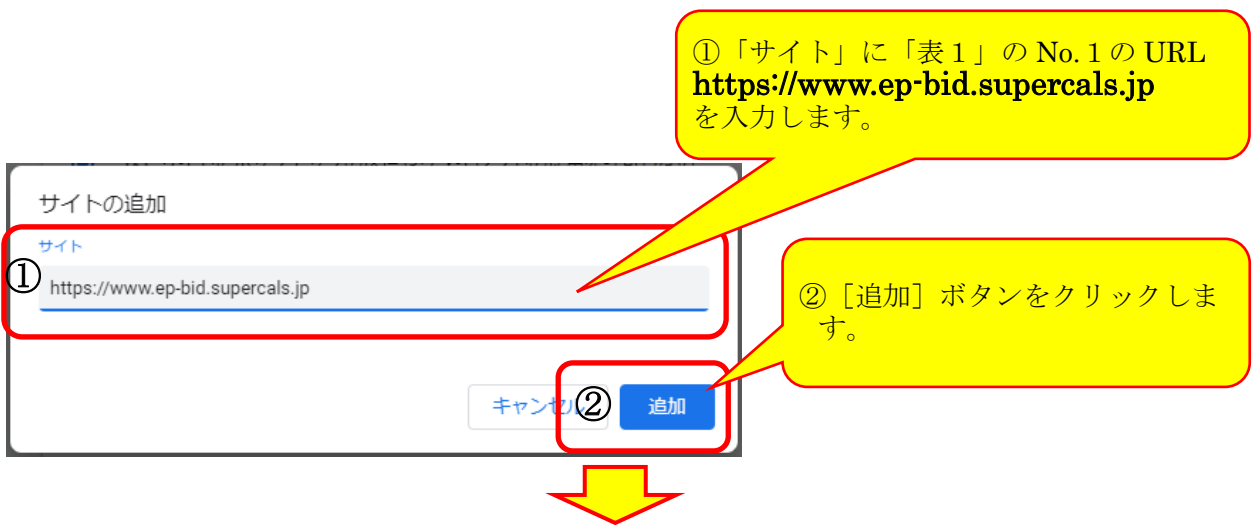 ①「サイト」に「表１」の No.１の URL
https://www.ep-bid.supercals.jp
を入力します。
サイトの追加
サイト
①
https://www.ep-bid.supercals.jp
②［追加］ボタンをクリックしま
す。
キャンセル
②
追加